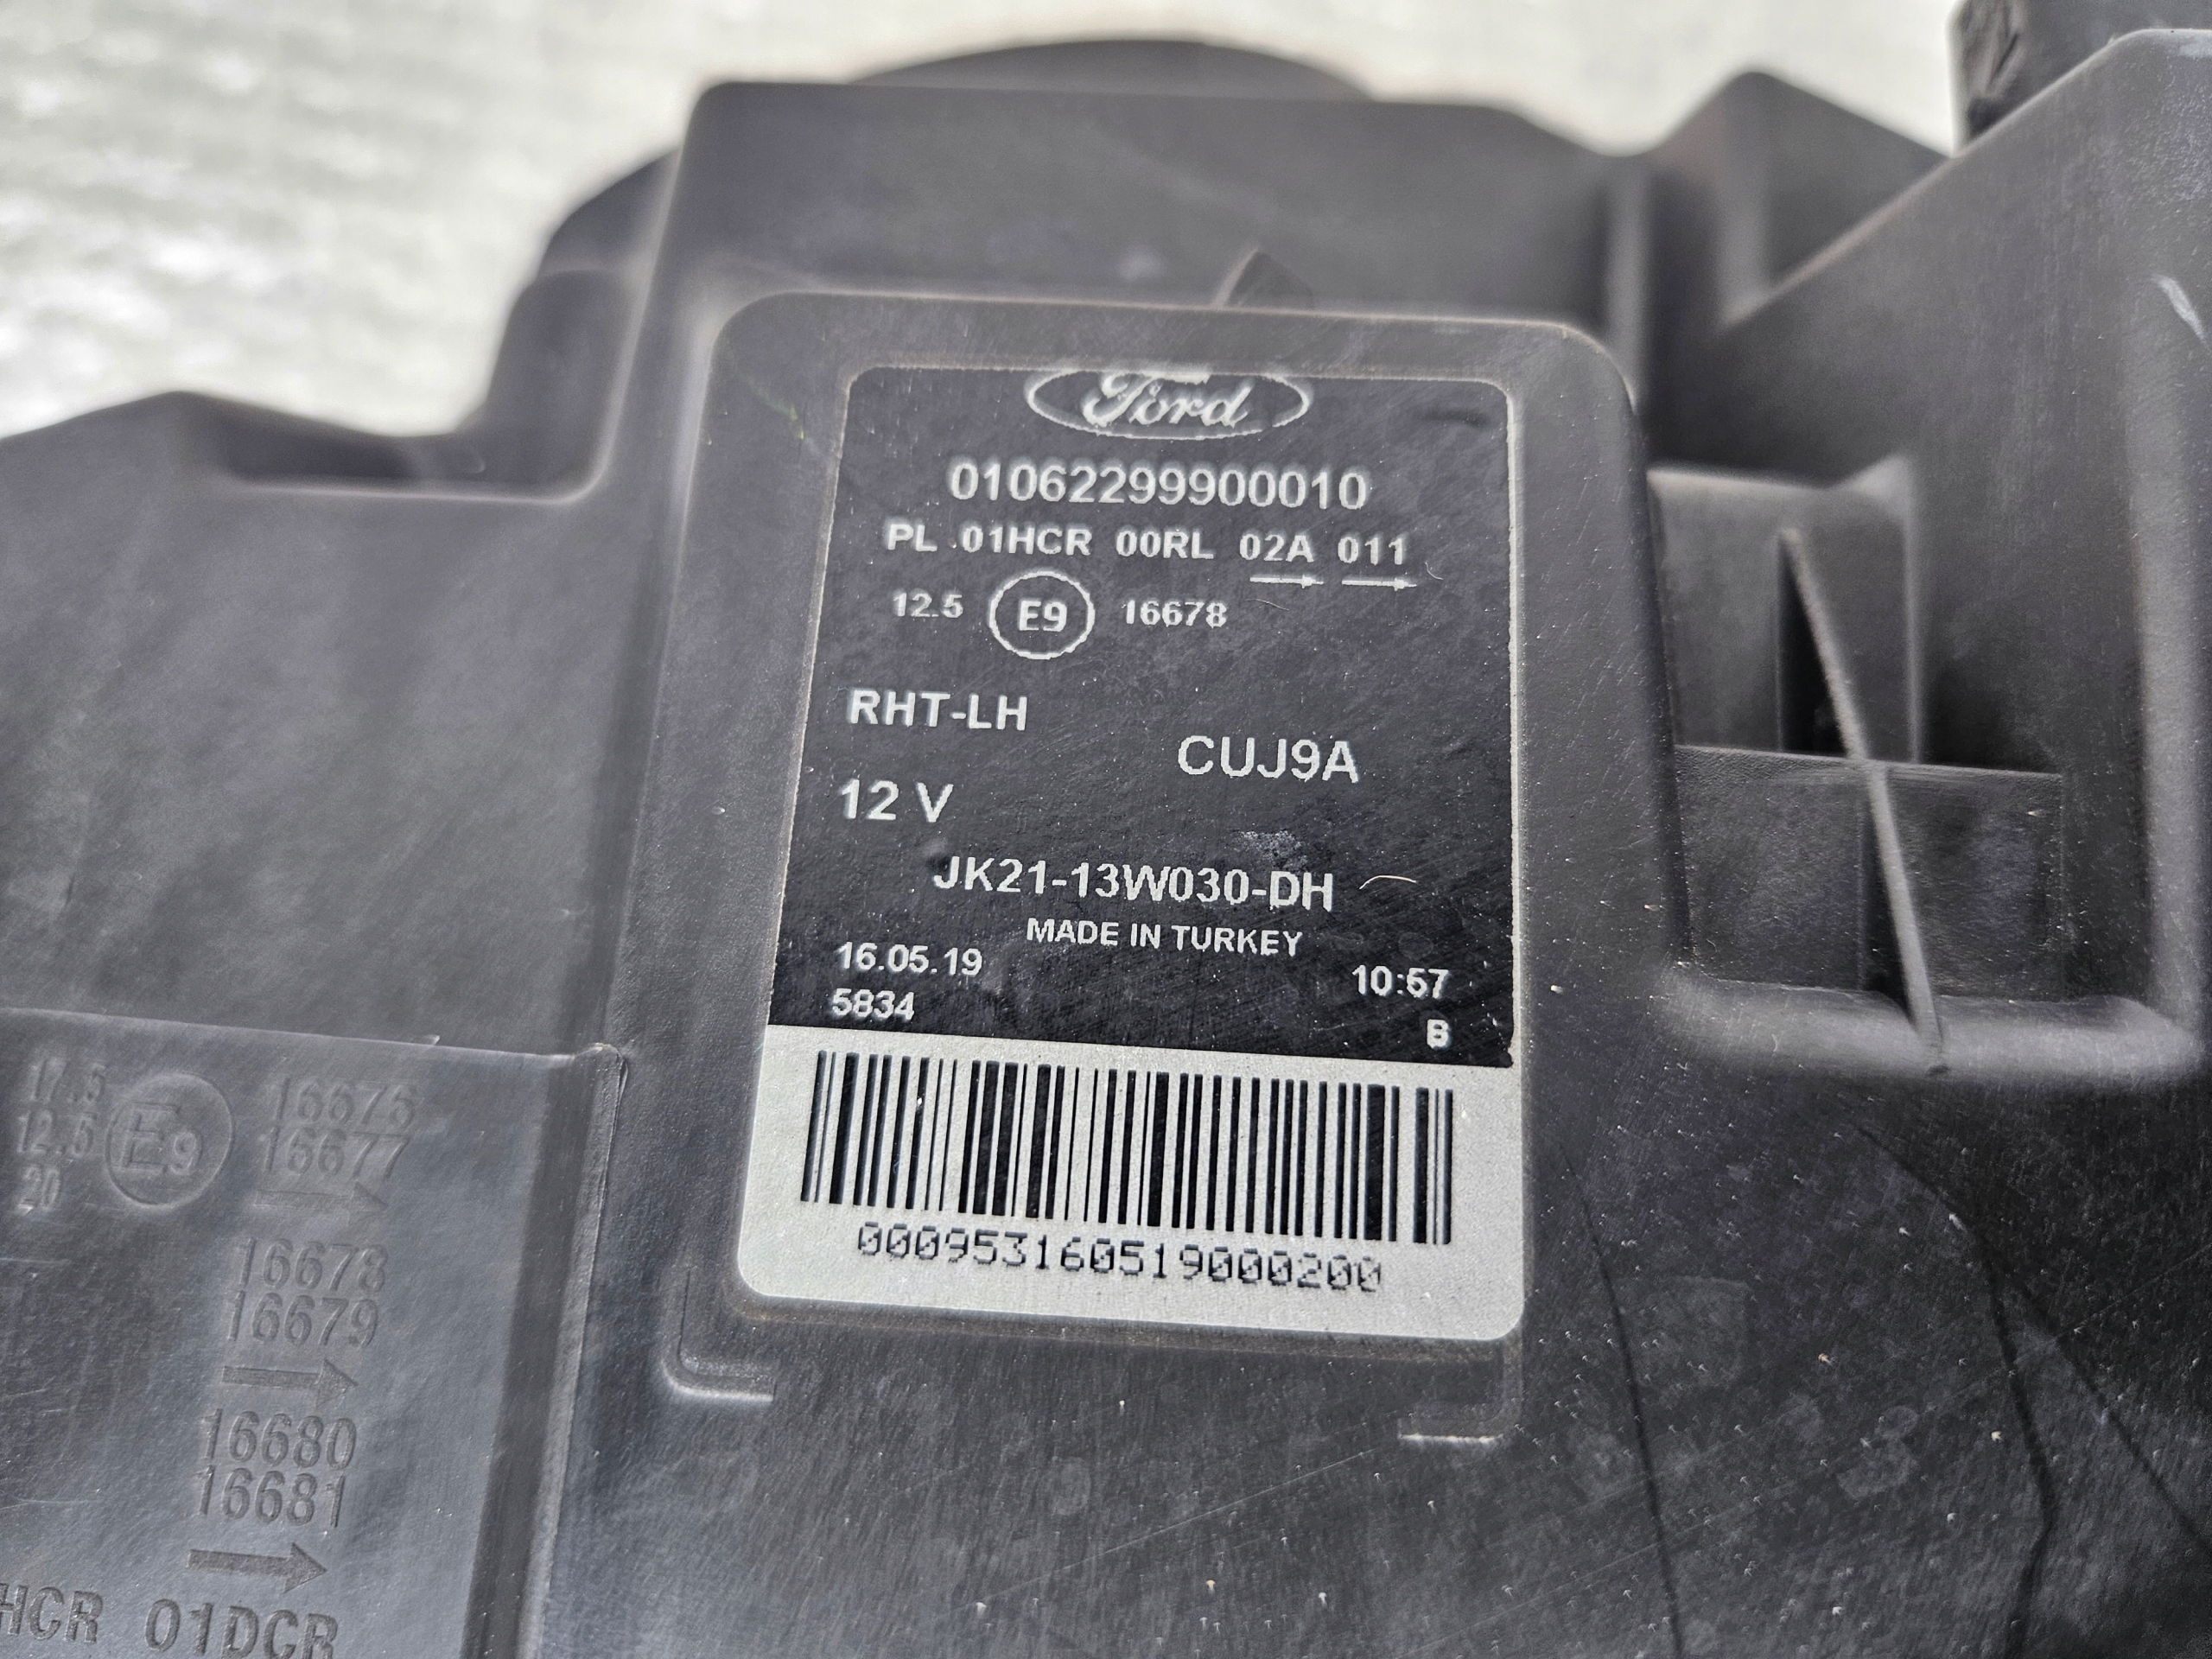 Ford
01062299900010
PL 01HCR 00RL 02A 011
12.5 E9 16678
RHT-LH
CUJ9A
12 V
JK21-13W030-DH
MADE IN TURKEY
16.05.19 10:57
5834 B
000953160519000200
E9 16676
12.5 16677
20
16678
16679
16680
16681
HCR 01DCR